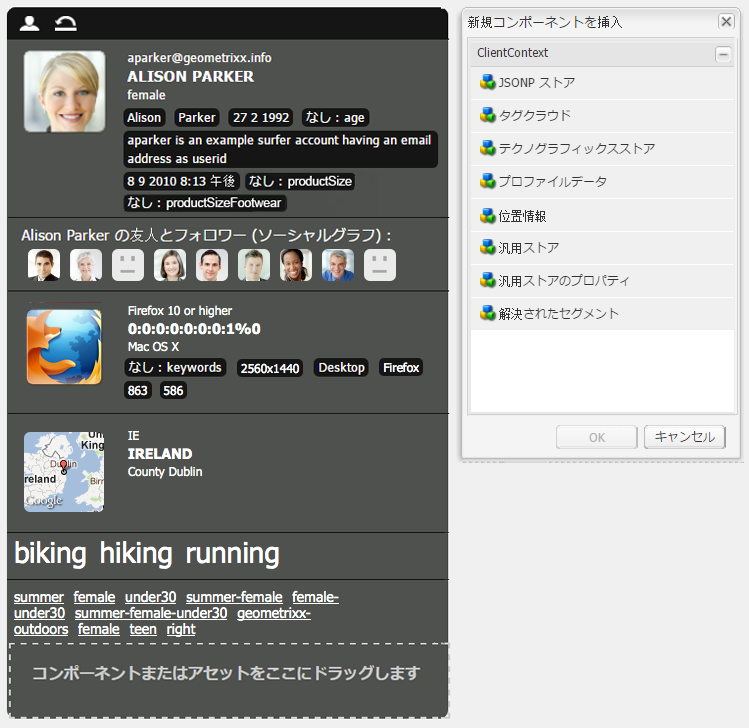 aparker@geometrixx.info
ALISON PARKER
female
Alison Parker 27 2 1992 なし : age
aparker is an example surfer account having an email
address as userid
8 9 2010 8:13 午後 なし : productSize
なし : productSizeFootwear
Alison Parker の友人とフォロワー (ソーシャルグラフ) :
Firefox 10 or higher
0:0:0:0:0:0:0:1%0
Mac OS X
なし : keywords 2560x1440 Desktop Firefox
863 586
IE
IRELAND
County Dublin
Un
King
Dublin
reland
Birm
Google
biking hiking running
summer female under30 summer-female female-
under30 summer-female-under30 geometrixx-
outdoors female teen right
コンポーネントまたはアセットをここにドラッグします
新規コンポーネントを挿入
ClientContext
JSONP ストア
タグクラウド
テクノグラフィックスストア
プロファイルデータ
位置情報
汎用ストア
汎用ストアのプロパティ
解決されたセグメント
OK キャンセル